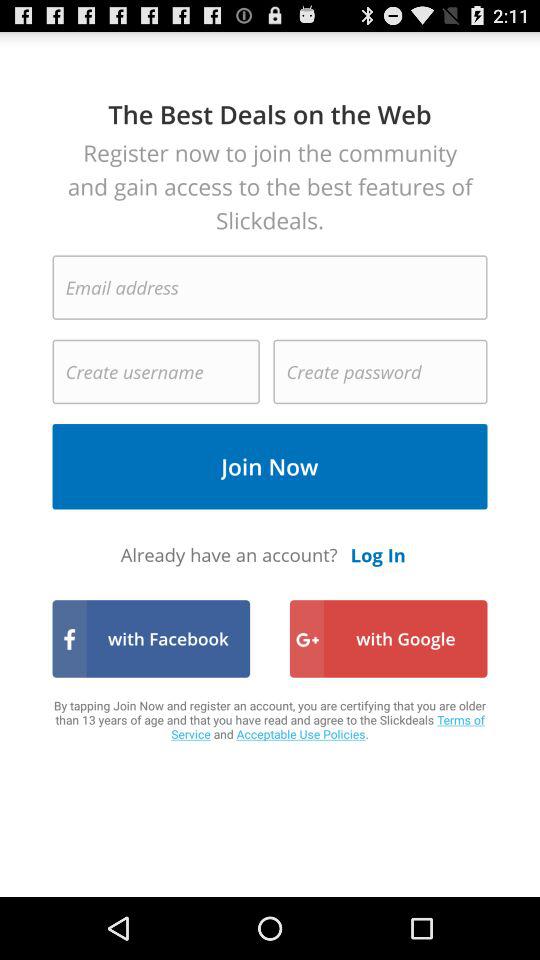 2:11
The Best Deals on the Web
Register now to join the community
and gain access to the best features of
Slickdeals.
Email address
Create username
Create password
Join Now
Already have an account? Log In
f with Facebook
G+ with Google
By tapping Join Now and register an account, you are certifying that you are older
than 13 years of age and that you have read and agree to the Slickdeals Terms of
Service and Acceptable Use Policies.